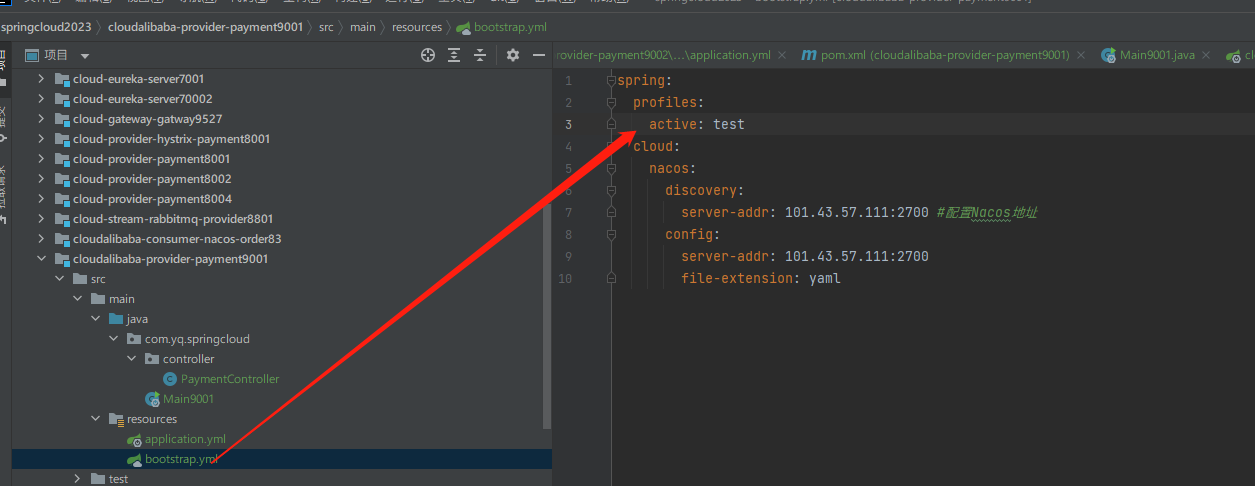 springcloud2023 〉 cloudalibaba-provider-payment9001 〉 src 〉 main 〉 resources 〉 bootstrap.yml
项目
rovider-payment9002\...\application.yml
pom.xml (cloudalibaba-provider-payment9001)
Main9001.java
cloud-eureka-server7001
cloud-eureka-server70002
cloud-gateway-gatway9527
cloud-provider-hystrix-payment8001
cloud-provider-payment8001
cloud-provider-payment8002
cloud-provider-payment8004
cloud-stream-rabbitmq-provider8801
cloudalibaba-consumer-nacos-order83
cloudalibaba-provider-payment9001
src
main
java
com.yq.springcloud
controller
PaymentController
Main9001
resources
application.yml
bootstrap.yml
test
1 spring:
2 profiles:
3 active: test
4 cloud:
5 nacos:
6 discovery:
7 server-addr: 101.43.57.111:2700 #配置Nacos地址
8 config:
9 server-addr: 101.43.57.111:2700
10 file-extension: yaml